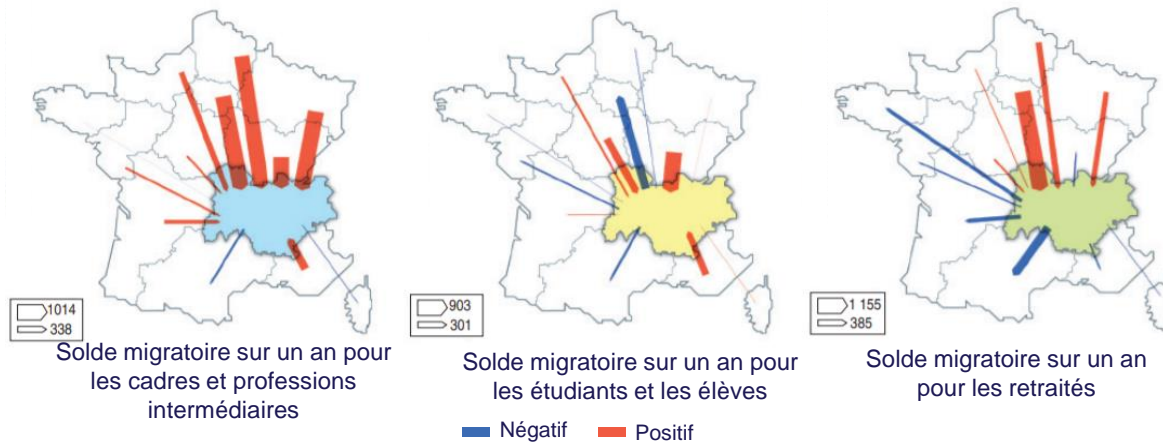 1014
338
903
301
1 155
385
Solde migratoire sur un an pour
les cadres et professions
intermédiaires
Solde migratoire sur un an pour
les étudiants et les élèves
Solde migratoire sur un an
pour les retraités
Négatif Positif